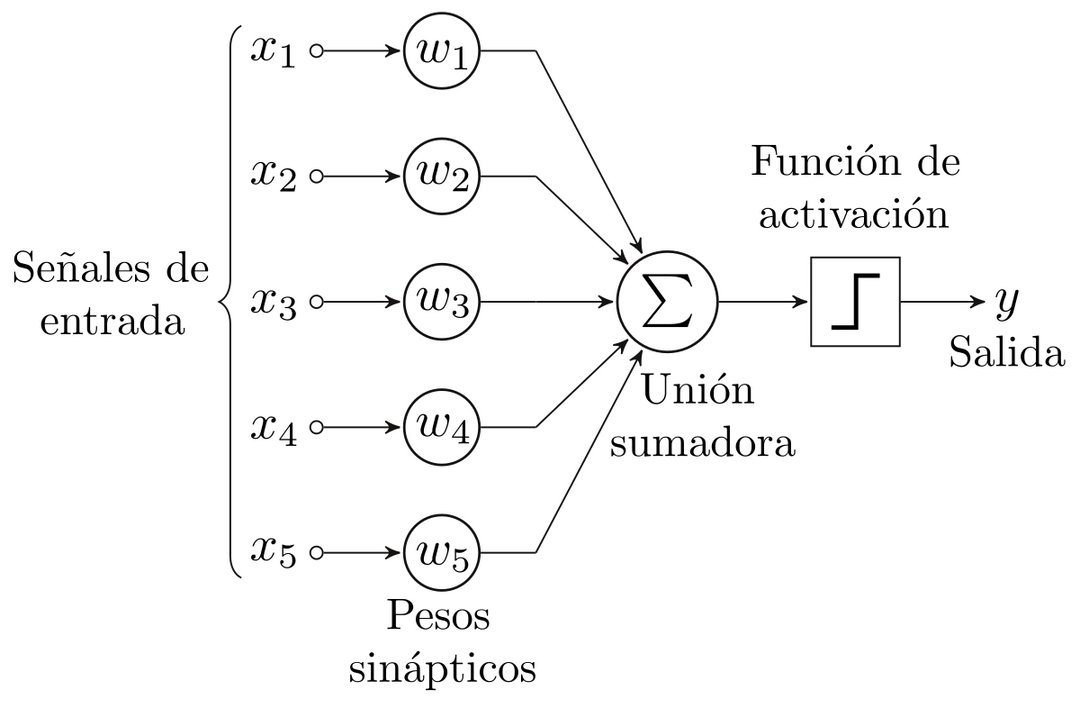 x1 w1
x2 w2
Función de
activación
Señales de
entrada
x3 w3 Σ y
Salida
Unión
sumadora
x4 w4
x5 w5
Pesos
sinápticos